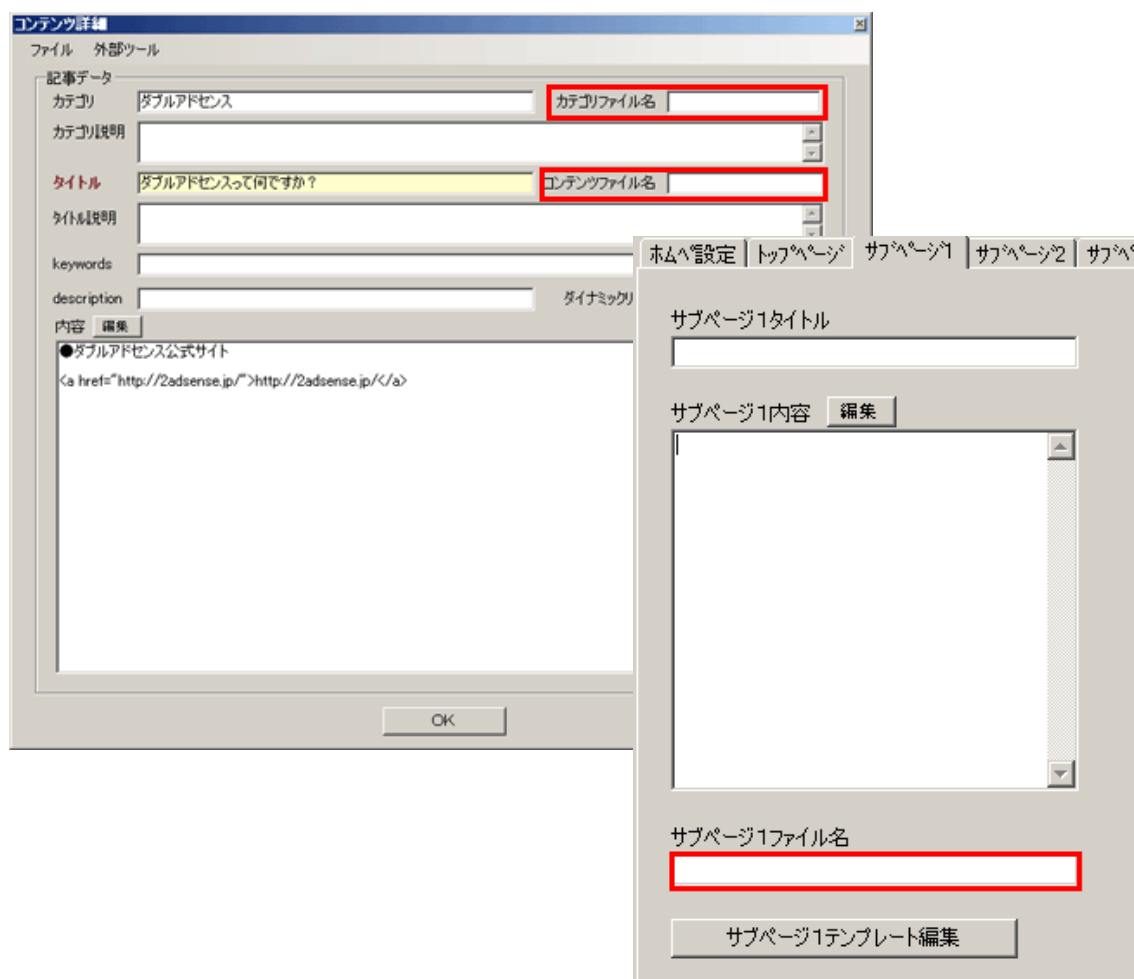 コンテンツ詳細
ファイル 外部ツール
記事データ
カテゴリ ダブルアドセンス カテゴリファイル名
カテゴリ説明
タイトル ダブルアドセンスって何ですか？ コンテンツファイル名
タイトル説明
keywords
description ダイナミックリ
内容 編集
●ダブルアドセンス公式サイト
<a href="http://2adsense.jp/">http://2adsense.jp/</a>
OK
ホムペ設定 トップページ サブページ1 サブページ2 サブペ
サブページ1タイトル
サブページ1内容 編集
サブページ1ファイル名
サブページ1テンプレート編集